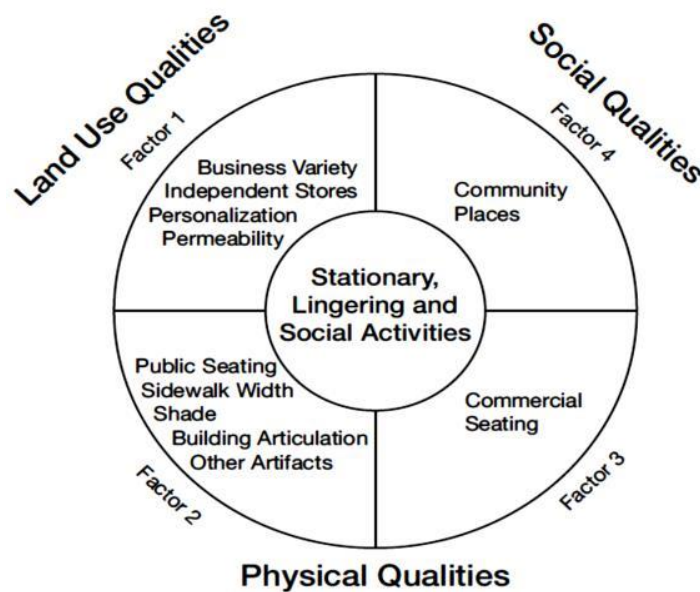 Land Use Qualities
Factor 1
Business Variety
Independent Stores
Personalization
Permeability
Social Qualities
Factor 4
Community
Places
Stationary,
Lingering and
Social Activities
Public Seating
Sidewalk Width
Shade
Building Articulation
Other Artifacts
Factor 2
Commercial
Seating
Factor 3
Physical Qualities